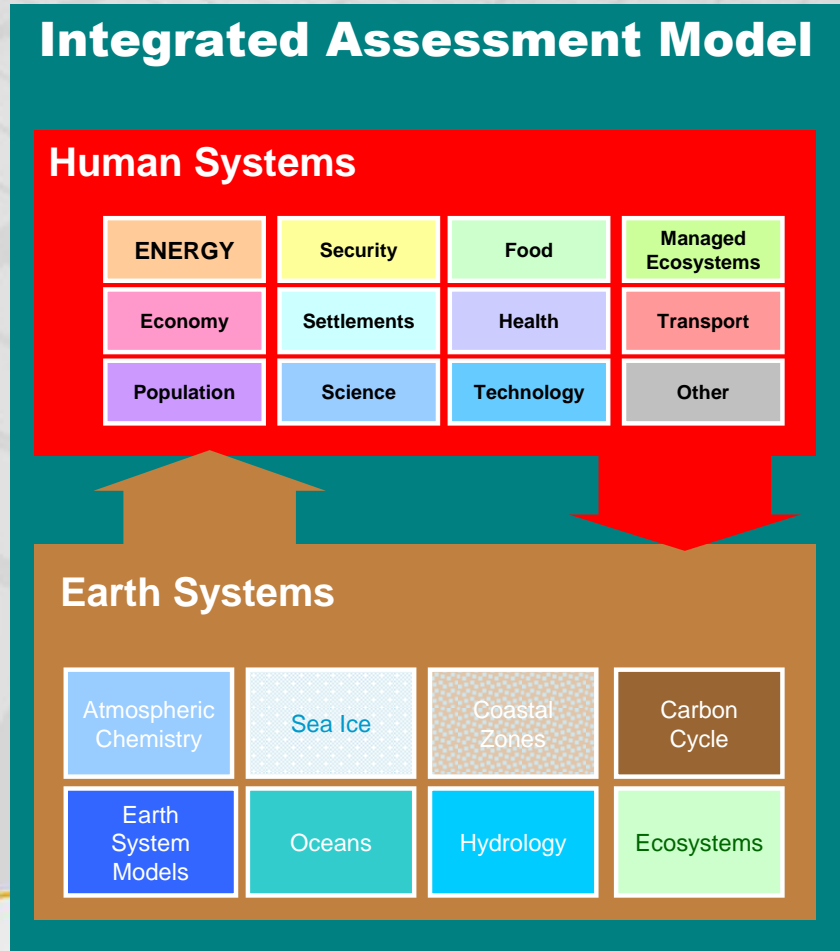 Integrated Assessment Model
Human Systems
ENERGY
Security
Food
Managed
Ecosystems
Economy
Settlements
Health
Transport
Population
Science
Technology
Other
Earth Systems
Atmospheric
Chemistry
Sea Ice
Coastal
Zones
Carbon
Cycle
Earth
System
Models
Oceans
Hydrology
Ecosystems